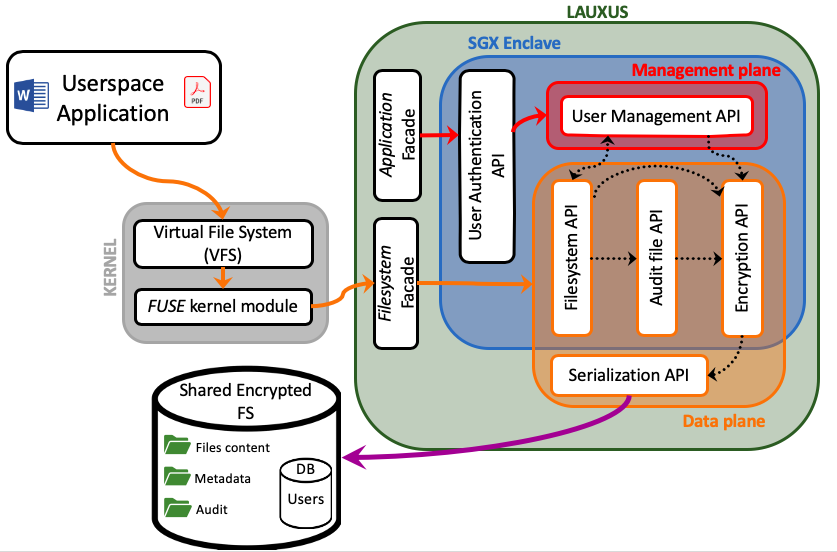 LAUXUS
SGX Enclave
Management plane
User Management API
Userspace
Application
W
PDF
Application
Facade
User Authentication
API
KERNEL
Virtual File System
(VFS)
FUSE kernel module
Filesystem
Facade
Filesystem API
Audit file API
Encryption API
Serialization API
Data plane
Shared Encrypted
FS
Files content
Metadata
Audit
DB
Users